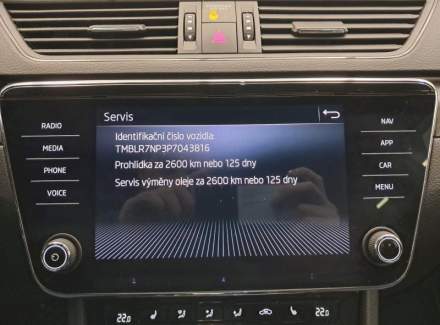 Servis
Identifikační číslo vozidla:
TMBLR7NP3P7043816
Prohlídka za 2600 km nebo 125 dny
Servis výměny oleje za 2600 km nebo 125 dny
RADIO
MEDIA
PHONE
VOICE
NAV
APP
CAR
MENU
22.0
22.0